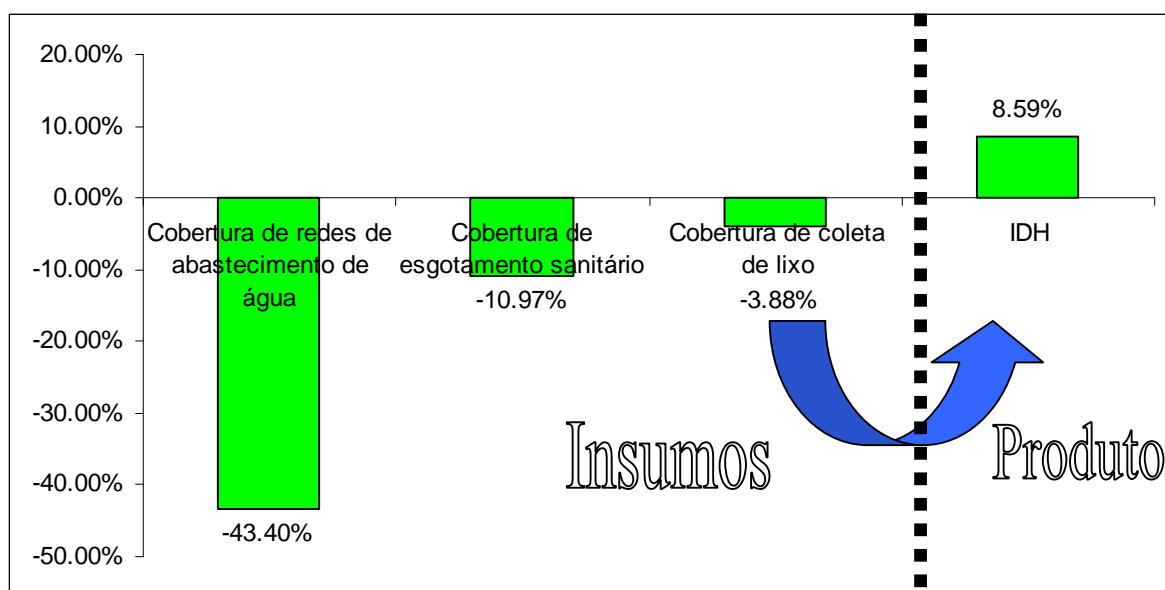 20.00%
10.00%
0.00%
-10.00%
-20.00%
-30.00%
-40.00%
-50.00%
8.59%
Cobertura de redes de
abastecimento de
água
-43.40%
Cobertura de
esgotamento sanitário
-10.97%
Cobertura de coleta
de lixo
-3.88%
IDH
Insumos
Produto